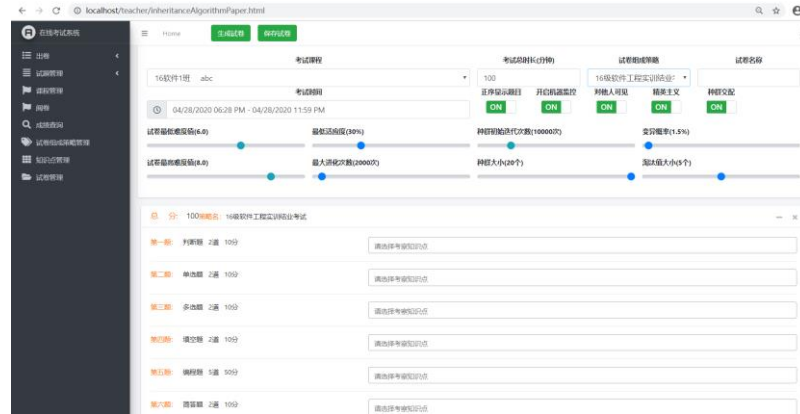 localhost/teacher/inheritanceAlgorithmPaper.html
在线考试系统
Home 生成试卷 保存试卷
出卷
试题管理
课程管理
阅卷
成绩查询
试卷组成策略管理
知识点管理
试卷管理
考试课程 考试总时长(分钟) 试卷组成策略 试卷名称
16软件1班 abc 100 16级软件工程实训结业
考试时间 正序显示题目 开启机器监控 对他人可见 精英主义 种群交配
04/28/2020 06:28 PM - 04/28/2020 11:59 PM ON ON ON ON ON
试卷最低难度值(6.0) 最低适应度(30%) 种群初始迭代次数(10000次) 变异概率(1.5%)
试卷最高难度值(8.0) 最大进化次数(2000次) 种群大小(20个) 淘汰值大小(5个)
总 分: 100策略名: 16级软件工程实训结业考试
第一题: 判断题 2道 10分 请选择考察知识点
第二题: 单选题 2道 10分 请选择考察知识点
第三题: 多选题 2道 10分 请选择考察知识点
第四题: 填空题 2道 10分 请选择考察知识点
第五题: 编程题 5道 50分 请选择考察知识点
第六题: 简答题 2道 10分 请选择考察知识点